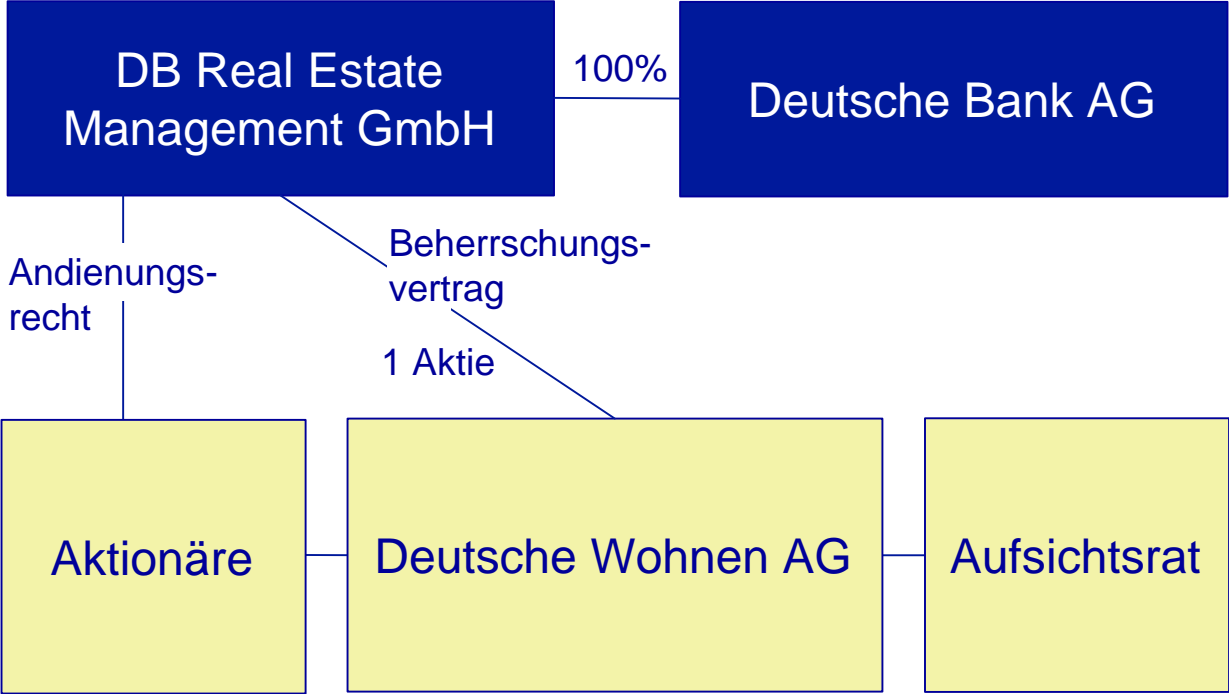 DB Real Estate
Management GmbH
100%
Deutsche Bank AG
Andienungs-
recht
Beherrschungs-
vertrag
1 Aktie
Aktionäre
Deutsche Wohnen AG
Aufsichtsrat